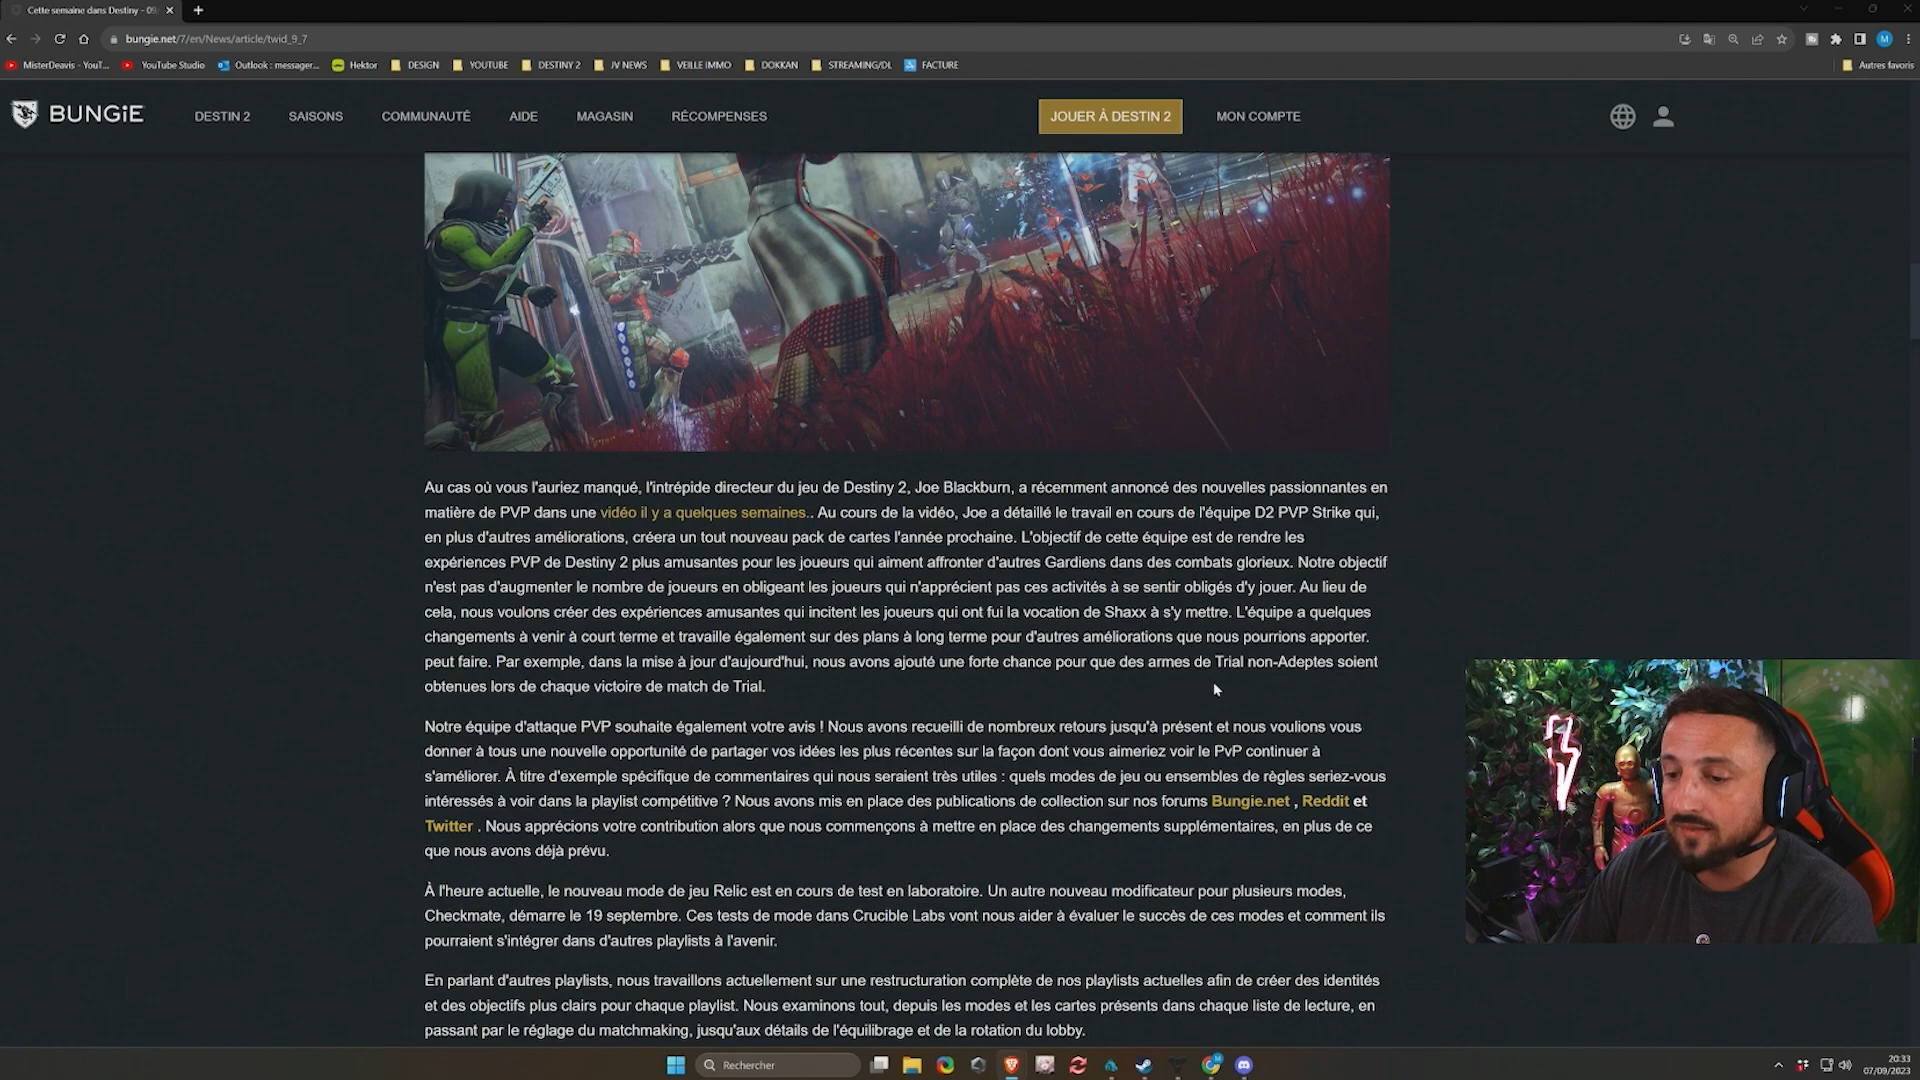 Cette semaine dans Destiny - 09
bungie.net/7/en/News/article/twid_9_7
MisterDeavis - YouT...
YouTube Studio
Outlook : messager...
Hektor
DESIGN
YOUTUBE
DESTINY 2
JV NEWS
VEILLE IMMO
DOKKAN
STREAMING/DL
FACTURE
Autres favoris
BUNGiE
DESTIN 2
SAISONS
COMMUNAUTÉ
AIDE
MAGASIN
RÉCOMPENSES
JOUER À DESTIN 2
MON COMPTE
Au cas où vous l'auriez manqué, l'intrépide directeur du jeu de Destiny 2, Joe Blackburn, a récemment annoncé des nouvelles passionnantes en
matière de PVP dans une vidéo il y a quelques semaines.. Au cours de la vidéo, Joe a détaillé le travail en cours de l'équipe D2 PVP Strike qui,
en plus d'autres améliorations, créera un tout nouveau pack de cartes l'année prochaine. L'objectif de cette équipe est de rendre les
expériences PVP de Destiny 2 plus amusantes pour les joueurs qui aiment affronter d'autres Gardiens dans des combats glorieux. Notre objectif
n'est pas d'augmenter le nombre de joueurs en obligeant les joueurs qui n'apprécient pas ces activités à se sentir obligés d'y jouer. Au lieu de
cela, nous voulons créer des expériences amusantes qui incitent les joueurs qui ont fui la vocation de Shaxx à s'y mettre. L'équipe a quelques
changements à venir à court terme et travaille également sur des plans à long terme pour d'autres améliorations que nous pourrions apporter.
peut faire. Par exemple, dans la mise à jour d'aujourd'hui, nous avons ajouté une forte chance pour que des armes de Trial non-Adeptes soient
obtenues lors de chaque victoire de match de Trial.
Notre équipe d'attaque PVP souhaite également votre avis ! Nous avons recueilli de nombreux retours jusqu'à présent et nous voulions vous
donner à tous une nouvelle opportunité de partager vos idées les plus récentes sur la façon dont vous aimeriez voir le PvP continuer à
s'améliorer. À titre d'exemple spécifique de commentaires qui nous seraient très utiles : quels modes de jeu ou ensembles de règles seriez-vous
intéressés à voir dans la playlist compétitive ? Nous avons mis en place des publications de collection sur nos forums Bungie.net , Reddit et
Twitter . Nous apprécions votre contribution alors que nous commençons à mettre en place des changements supplémentaires, en plus de ce
que nous avons déjà prévu.
À l'heure actuelle, le nouveau mode de jeu Relic est en cours de test en laboratoire. Un autre nouveau modificateur pour plusieurs modes,
Checkmate, démarre le 19 septembre. Ces tests de mode dans Crucible Labs vont nous aider à évaluer le succès de ces modes et comment ils
pourraient s'intégrer dans d'autres playlists à l'avenir.
En parlant d'autres playlists, nous travaillons actuellement sur une restructuration complète de nos playlists actuelles afin de créer des identités
et des objectifs plus clairs pour chaque playlist. Nous examinons tout, depuis les modes et les cartes présents dans chaque liste de lecture, en
passant par le réglage du matchmaking, jusqu'aux détails de l'équilibrage et de la rotation du lobby.
Rechercher
20:33
07/09/2023